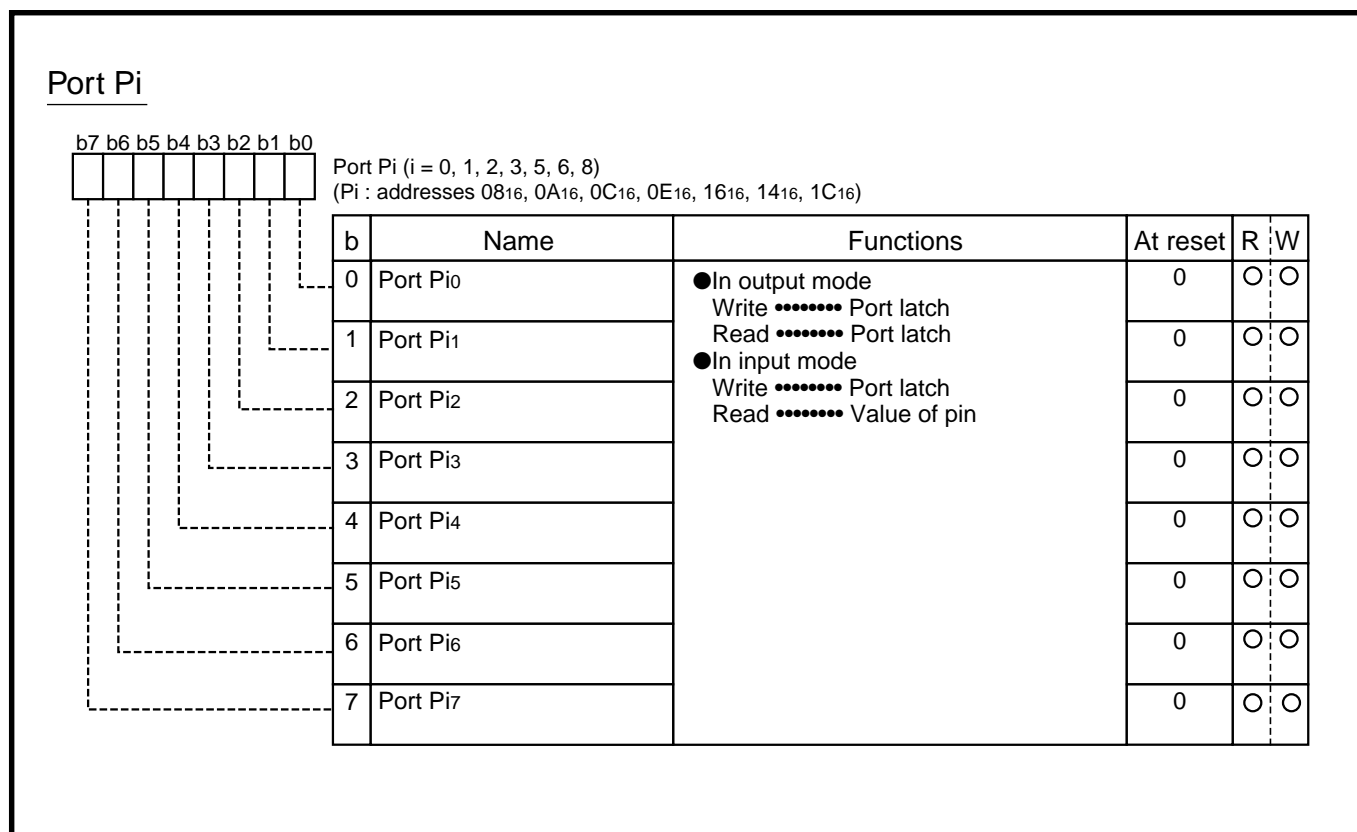 Port Pi
b7 b6 b5 b4 b3 b2 b1 b0
Port Pi (i = 0, 1, 2, 3, 5, 6, 8)
(Pi : addresses 0816, 0A16, 0C16, 0E16, 1616, 1416, 1C16)
b Name Functions At reset R W
0 Port Pi0 ●In output mode 0 ○ ○
Write •••••••• Port latch
Read •••••••• Port latch
1 Port Pi1 0 ○ ○
●In input mode
Write •••••••• Port latch
2 Port Pi2 0 ○ ○
Read •••••••• Value of pin
3 Port Pi3 0 ○ ○
4 Port Pi4 0 ○ ○
5 Port Pi5 0 ○ ○
6 Port Pi6 0 ○ ○
7 Port Pi7 0 ○ ○